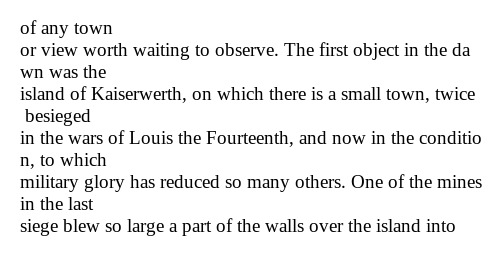 of any town
or view worth waiting to observe. The first object in the da
wn was the
island of Kaiserwerth, on which there is a small town, twice
 besieged
in the wars of Louis the Fourteenth, and now in the conditio
n, to which
military glory has reduced so many others. One of the mines
in the last
siege blew so large a part of the walls over the island into